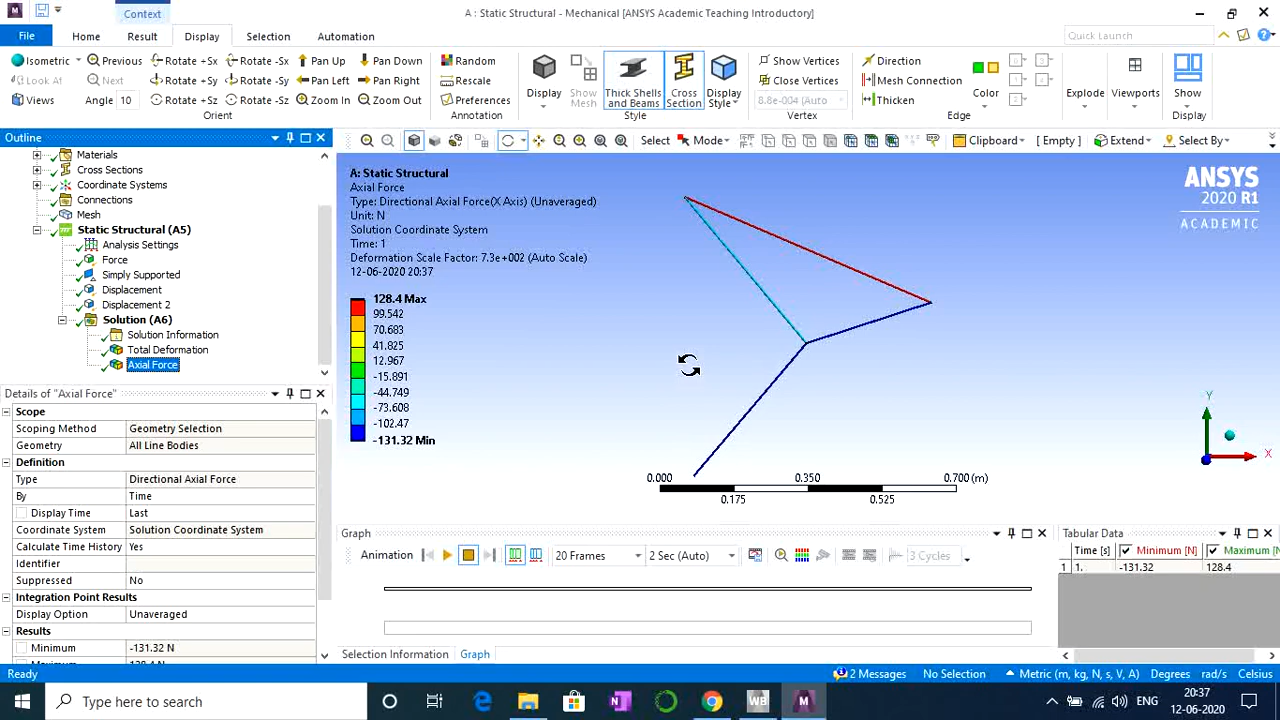 A : Static Structural - Mechanical [ANSYS Academic Teaching Introductory]
Context
File Home Result Display Selection Automation
Quick Launch
Isometric Previous Rotate +Sx Rotate -Sx Pan Up Pan Down
Look At Next Rotate +Sy Rotate -Sy Pan Left Pan Right
Views Angle 10 Rotate +Sz Rotate -Sz Zoom In Zoom Out
Orient
Random
Rescale
Preferences
Annotation
Display
Show Mesh
Thick Shells and Beams
Cross Section
Display Style
Style
Show Vertices
Close Vertices
8.8e-004 (Auto
Vertex
Direction
Mesh Connection
Thicken
Color
Edge
Explode
Viewports
Show
Display
Outline
Select Mode Clipboard [ Empty ] Extend Select By
Materials
Cross Sections
Coordinate Systems
Connections
Mesh
Static Structural (A5)
Analysis Settings
Force
Simply Supported
Displacement
Displacement 2
Solution (A6)
Solution Information
Total Deformation
Axial Force
A: Static Structural
Axial Force
Type: Directional Axial Force(X Axis) (Unaveraged)
Unit: N
Solution Coordinate System
Time: 1
Deformation Scale Factor: 7.3e+002 (Auto Scale)
12-06-2020 20:37
128.4 Max
99.542
70.683
41.825
12.967
-15.891
-44.749
-73.608
-102.47
-131.32 Min
ANSYS
2020 R1
ACADEMIC
Y
X
0.000 0.350 0.700 (m)
0.175 0.525
Details of "Axial Force"
Scope
Scoping Method Geometry Selection
Geometry All Line Bodies
Definition
Type Directional Axial Force
By Time
Display Time Last
Coordinate System Solution Coordinate System
Calculate Time History Yes
Identifier
Suppressed No
Integration Point Results
Display Option Unaveraged
Results
Minimum -131.32 N
Graph
Animation 20 Frames 2 Sec (Auto) 3 Cycles
Tabular Data
Time [s] Minimum [N] Maximum [N
1 1. -131.32 128.4
Selection Information Graph
Ready 2 Messages No Selection Metric (m, kg, N, s, V, A) Degrees rad/s Celsius
Type here to search
ENG
20:37
12-06-2020